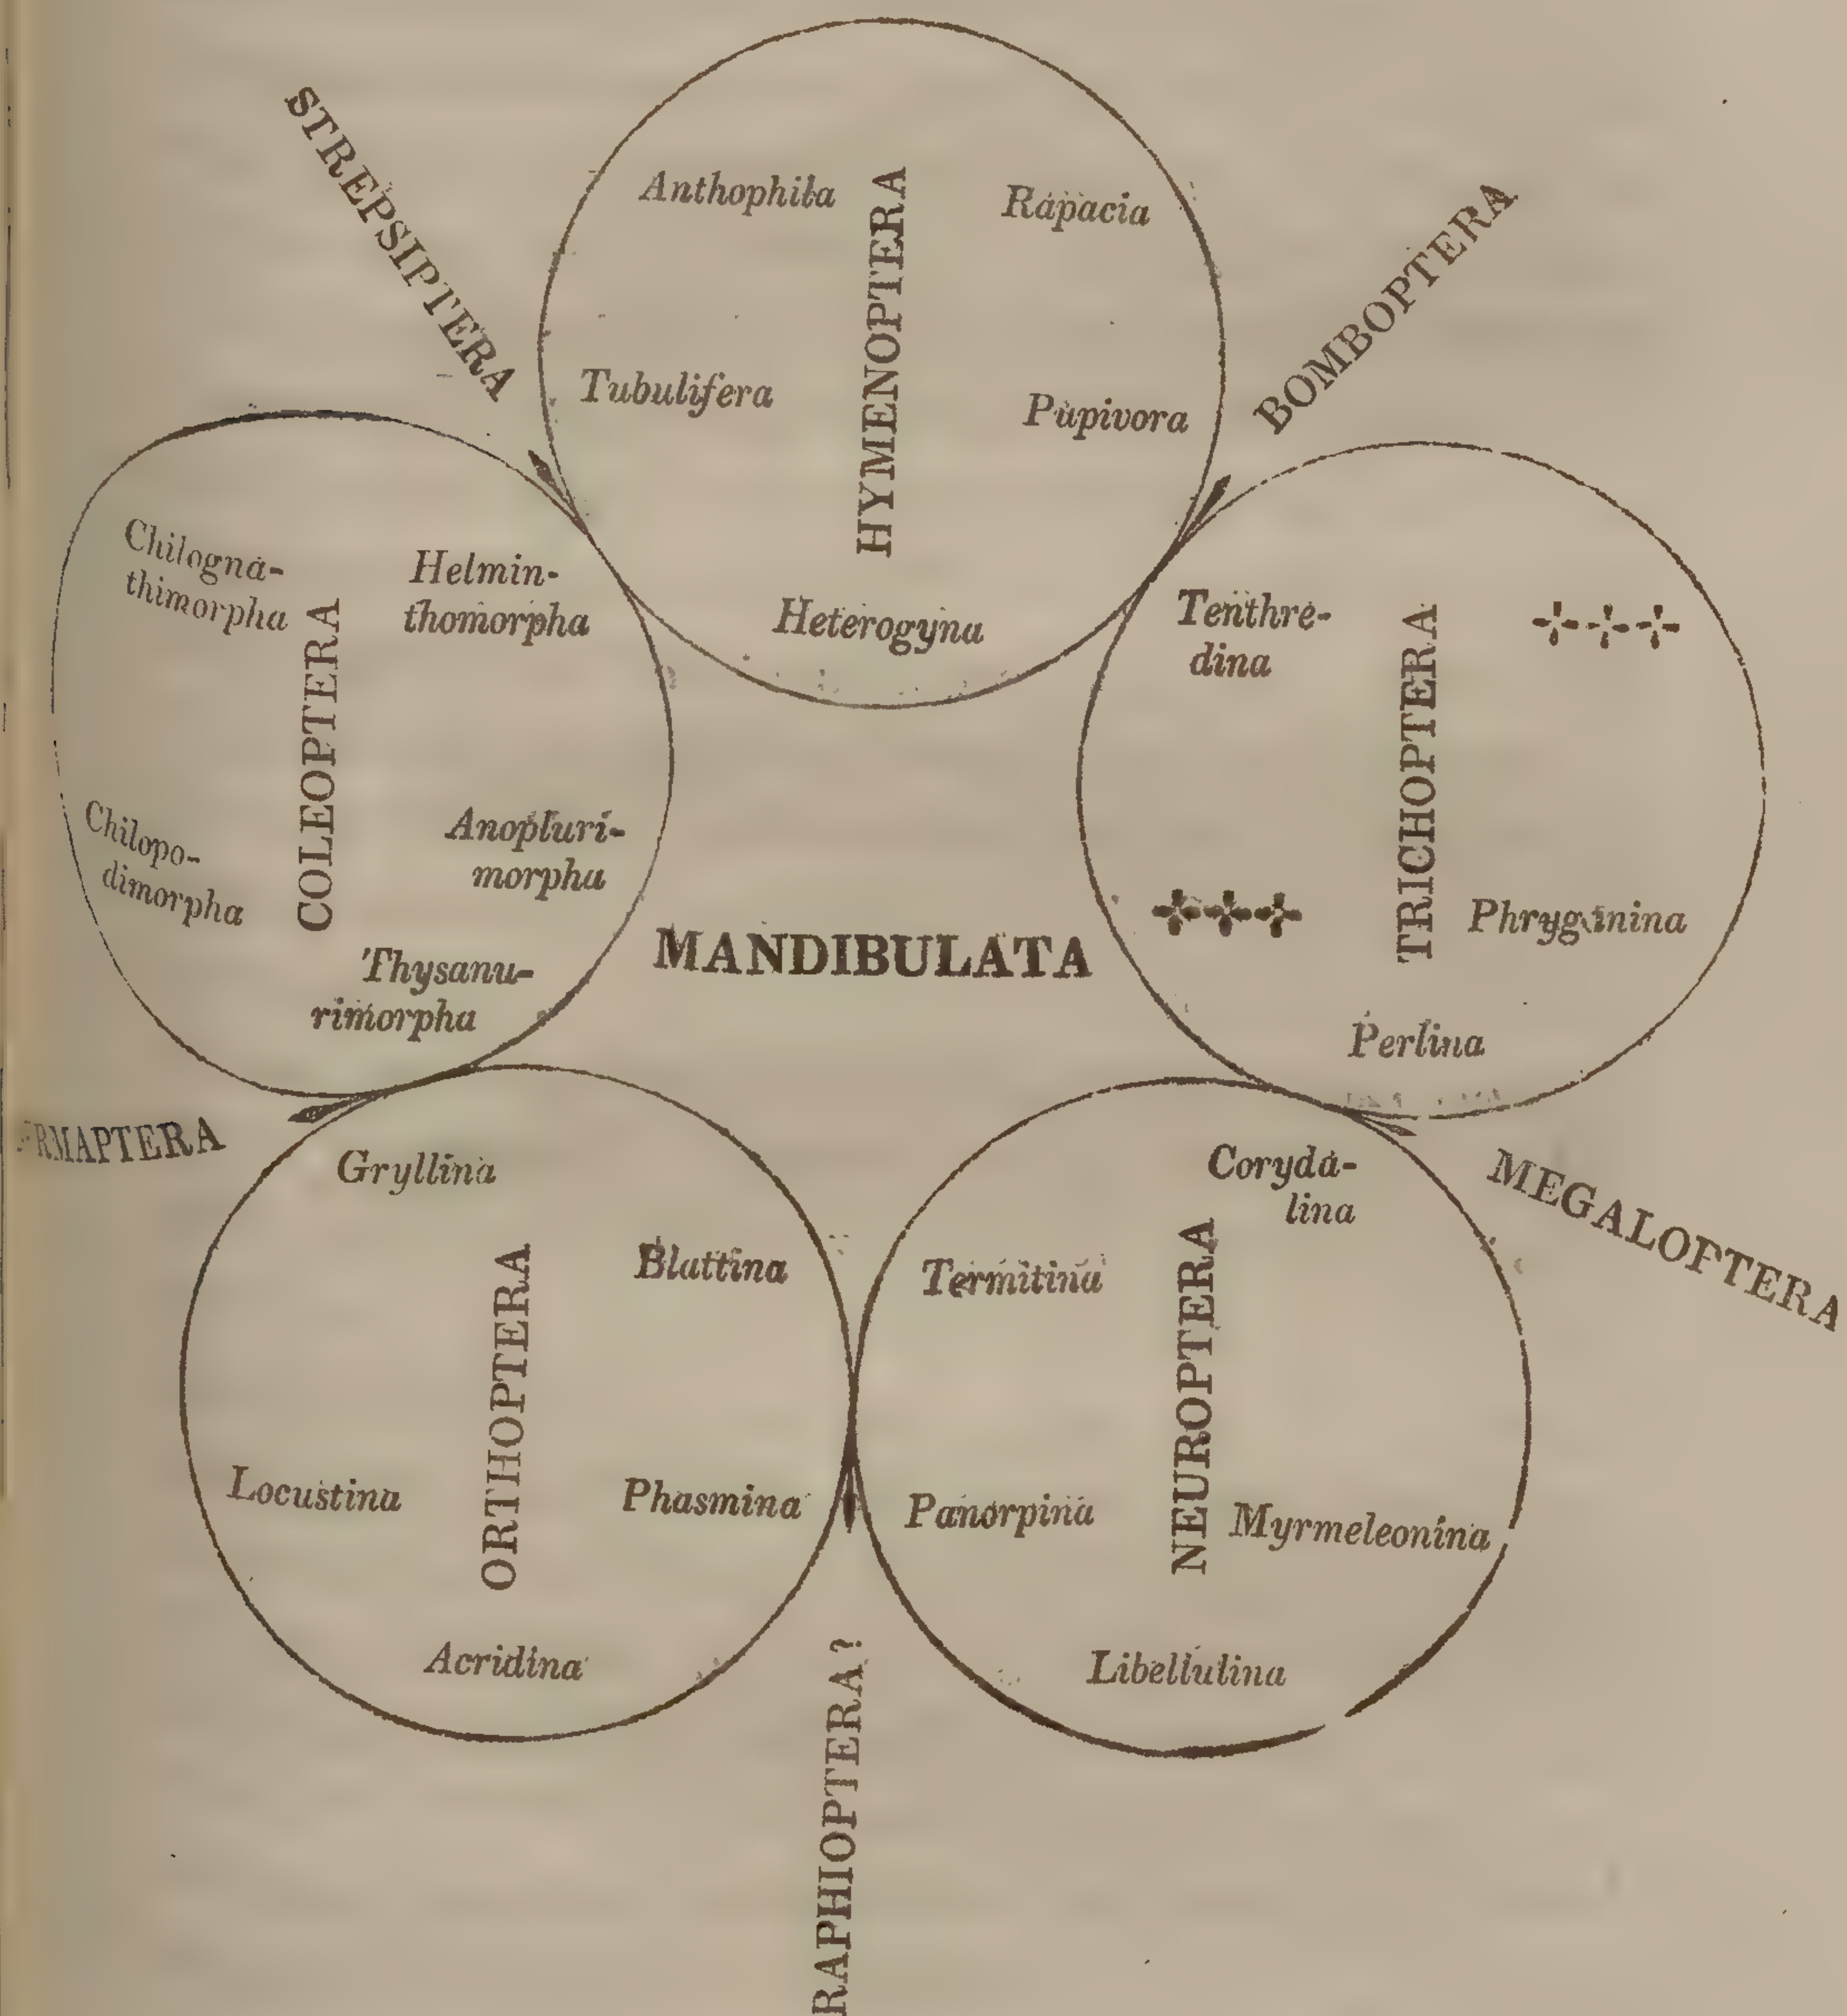 STREPSIPTERA
BOMBOPTERA
HYMENOPTERA
Anthophila
Rapacia
Tubulifera
Pupivora
Heterogyna
COLEOPTERA
Chilogna-
thimorpha
Helmin-
thomorpha
Chilopo-
dimorpha
Anopluri-
morpha
Thysanu-
rimorpha
TRICHOPTERA
Tenthre-
dina
Phryganina
Perlina
MANDIBULATA
RMAPTERA
MEGALOPTERA
ORTHOPTERA
Gryllina
Blattina
Locustina
Phasmina
Acridina
NEUROPTERA
Coryda-
lina
Termitina
Panorpina
Myrmeleonina
Libellulina
RAPHIOPTERA?